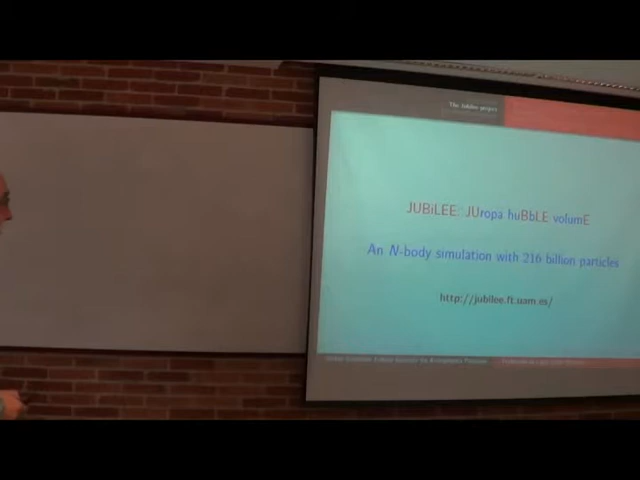 The Jubilee project
JUBiLEE: JUropa huBbLE volumE
An N-body simulation with 216 billion particles
http://jubilee.ft.uam.es/